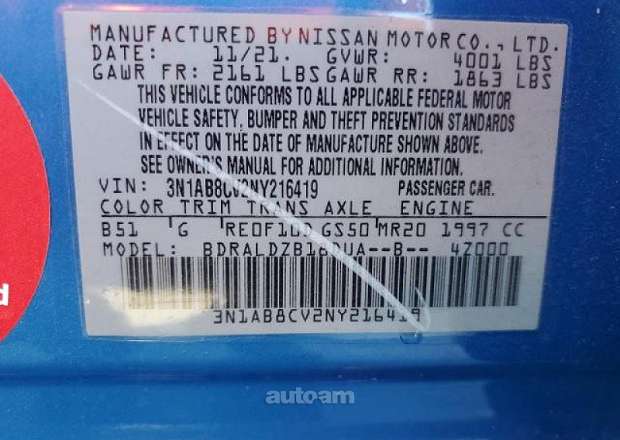 MANUFACTURED BY NISSAN MOTOR CO., LTD.
DATE: 11/21. GVWR: 4001 LBS
GAWR FR: 2161 LBS GAWR RR: 1863 LBS
THIS VEHICLE CONFORMS TO ALL APPLICABLE FEDERAL MOTOR
VEHICLE SAFETY, BUMPER AND THEFT PREVENTION STANDARDS
IN EFFECT ON THE DATE OF MANUFACTURE SHOWN ABOVE.
SEE OWNER'S MANUAL FOR ADDITIONAL INFORMATION.
VIN: 3N1AB8CV2NY216419 PASSENGER CAR.
COLOR TRIM TRANS AXLE ENGINE
B51 G RE0F10D GS50 MR20 1997 CC
MODEL: 4Z000
3N1AB8CV2NY216419
d
autoam